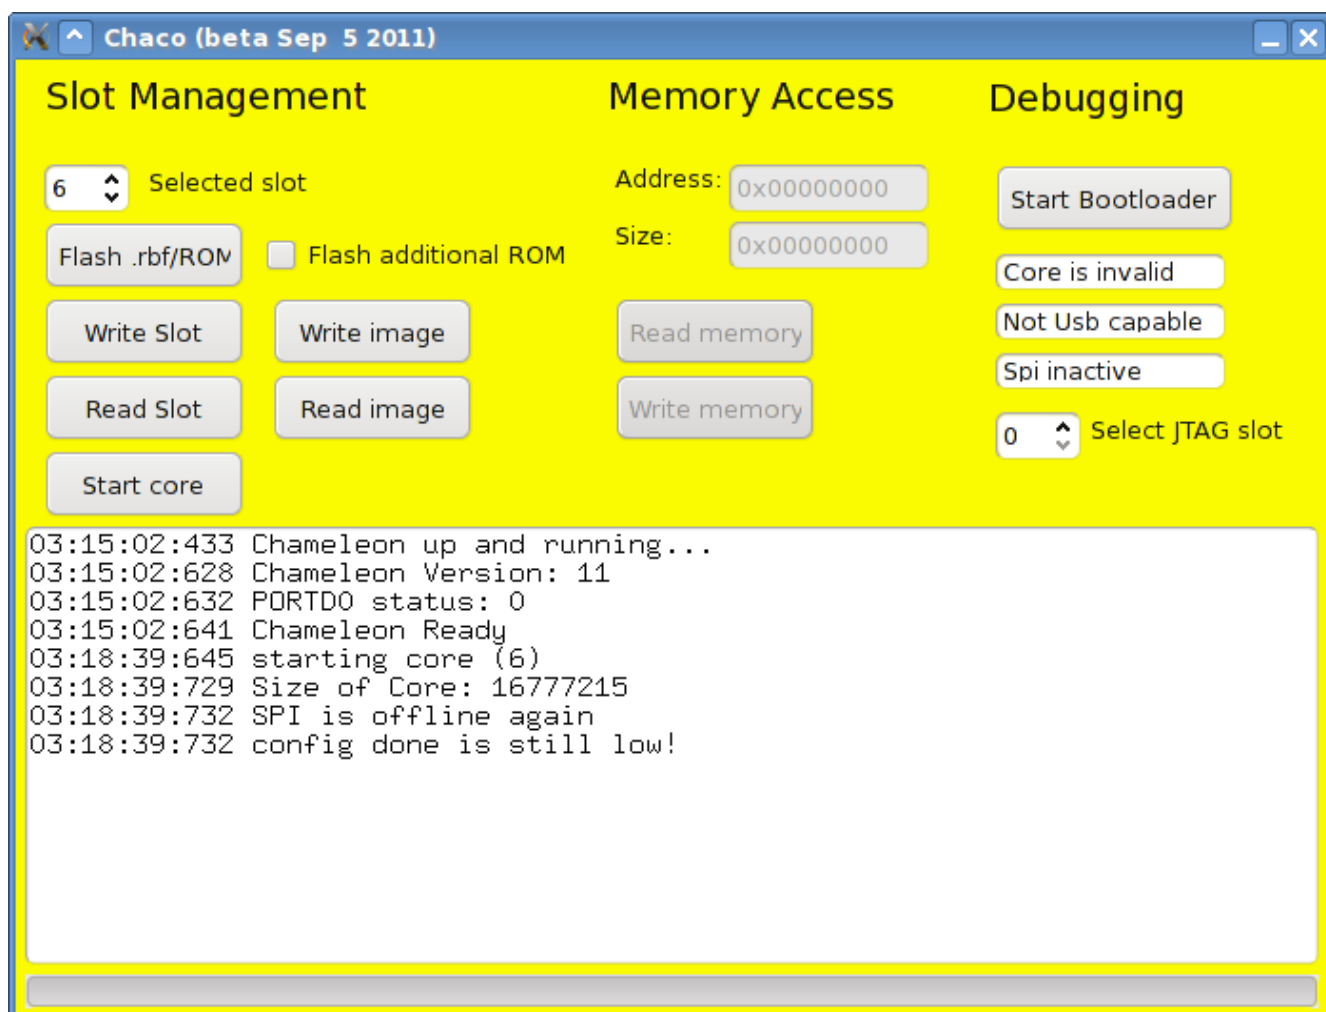 Chaco (beta Sep  5 2011)
Slot Management
Memory Access
Debugging
6
Selected slot
Address:
0x00000000
Start Bootloader
Flash .rbf/ROM
Flash additional ROM
Size:
0x00000000
Core is invalid
Write Slot
Write image
Read memory
Not Usb capable
Spi inactive
Read Slot
Read image
Write memory
0
Select JTAG slot
Start core
03:15:02:433 Chameleon up and running...
03:15:02:628 Chameleon Version: 11
03:15:02:632 PORTDO status: 0
03:15:02:641 Chameleon Ready
03:18:39:645 starting core (6)
03:18:39:729 Size of Core: 16777215
03:18:39:732 SPI is offline again
03:18:39:732 config done is still low!